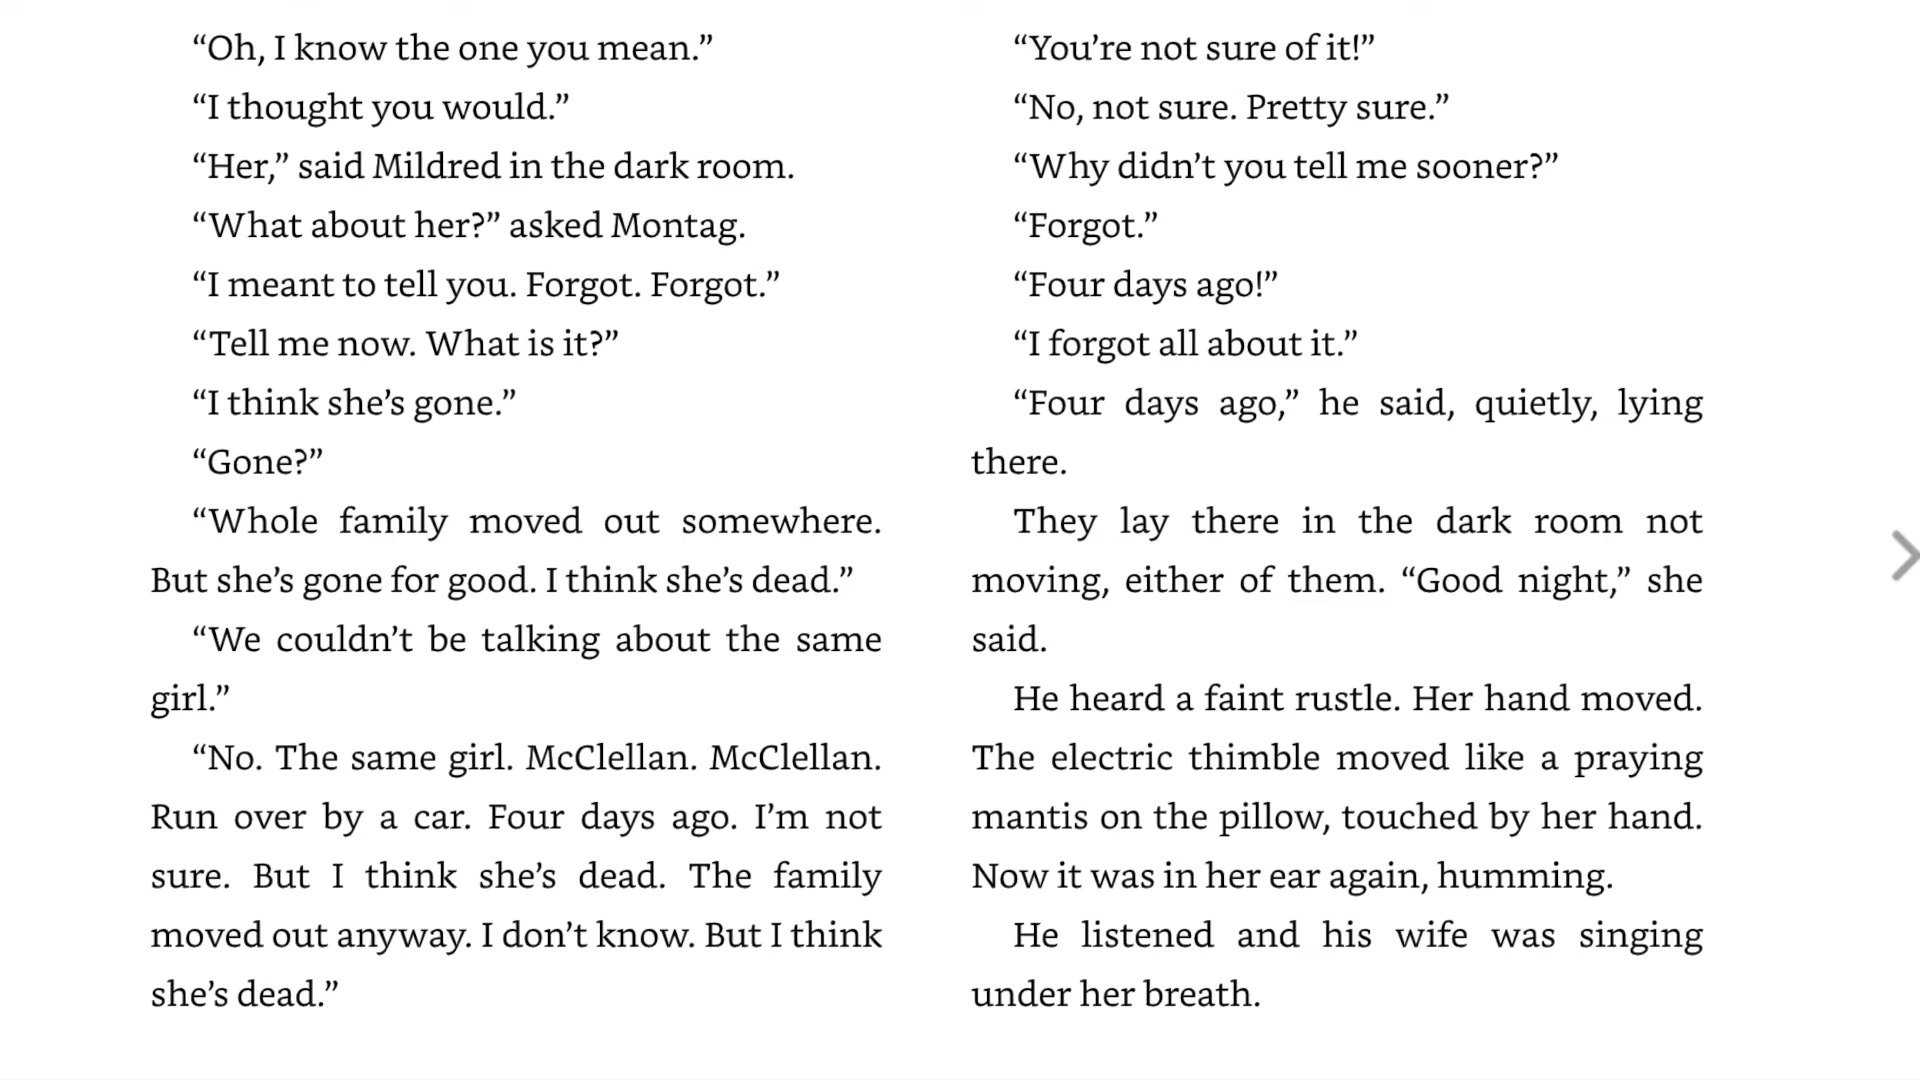 “Oh, I know the one you mean.”
“I thought you would.”
“Her,” said Mildred in the dark room.
“What about her?” asked Montag.
“I meant to tell you. Forgot. Forgot.”
“Tell me now. What is it?”
“I think she’s gone.”
“Gone?”
“Whole family moved out somewhere.
But she’s gone for good. I think she’s dead.”
“We couldn’t be talking about the same
girl.”
“No. The same girl. McClellan. McClellan.
Run over by a car. Four days ago. I’m not
sure. But I think she’s dead. The family
moved out anyway. I don’t know. But I think
she’s dead.”
“You’re not sure of it!”
“No, not sure. Pretty sure.”
“Why didn’t you tell me sooner?”
“Forgot.”
“Four days ago!”
“I forgot all about it.”
“Four days ago,” he said, quietly, lying
there.
They lay there in the dark room not
moving, either of them. “Good night,” she
said.
He heard a faint rustle. Her hand moved.
The electric thimble moved like a praying
mantis on the pillow, touched by her hand.
Now it was in her ear again, humming.
He listened and his wife was singing
under her breath.